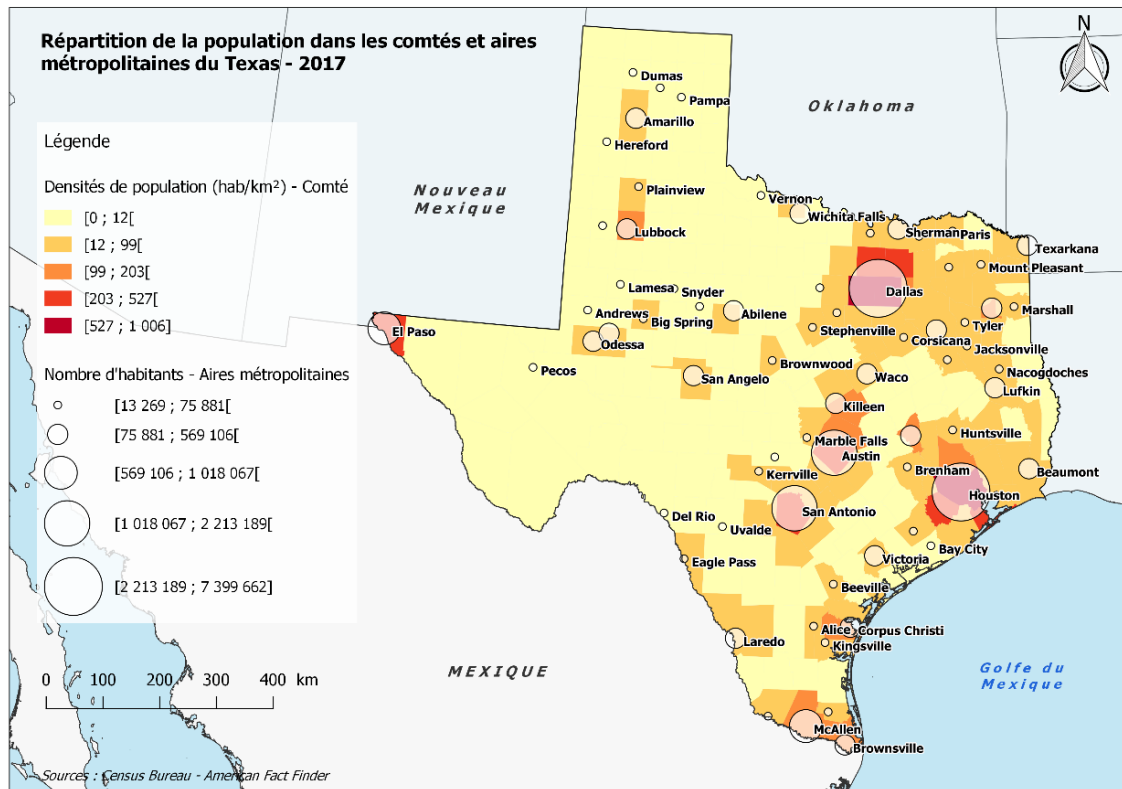 Répartition de la population dans les comtés et aires
métropolitaines du Texas - 2017
N
Légende
Densités de population (hab/km²) - Comté
[0 ; 12[
[12 ; 99[
[99 ; 203[
[203 ; 527[
[527 ; 1 006]
Nombre d'habitants - Aires métropolitaines
[13 269 ; 75 881[
[75 881 ; 569 106[
[569 106 ; 1 018 067[
[1 018 067 ; 2 213 189[
[2 213 189 ; 7 399 662]
0 100 200 300 400 km
Sources : Census Bureau - American Fact Finder
Oklahoma
Nouveau
Mexique
MEXIQUE
Golfe du
Mexique
Dumas
Pampa
Amarillo
Hereford
Plainview
Lubbock
Vernon
Wichita Falls
Sherman
Paris
Texarkana
Mount Pleasant
Dallas
Lamesa
Snyder
Andrews
Big Spring
Abilene
Stephenville
Tyler
Marshall
El Paso
Odessa
Corsicana
Jacksonville
Pecos
San Angelo
Brownwood
Waco
Nacogdoches
Lufkin
Killeen
Huntsville
Marble Falls
Austin
Kerrville
Brenham
Beaumont
Houston
San Antonio
Del Rio
Uvalde
Bay City
Eagle Pass
Victoria
Beeville
Alice
Corpus Christi
Laredo
Kingsville
McAllen
Brownsville